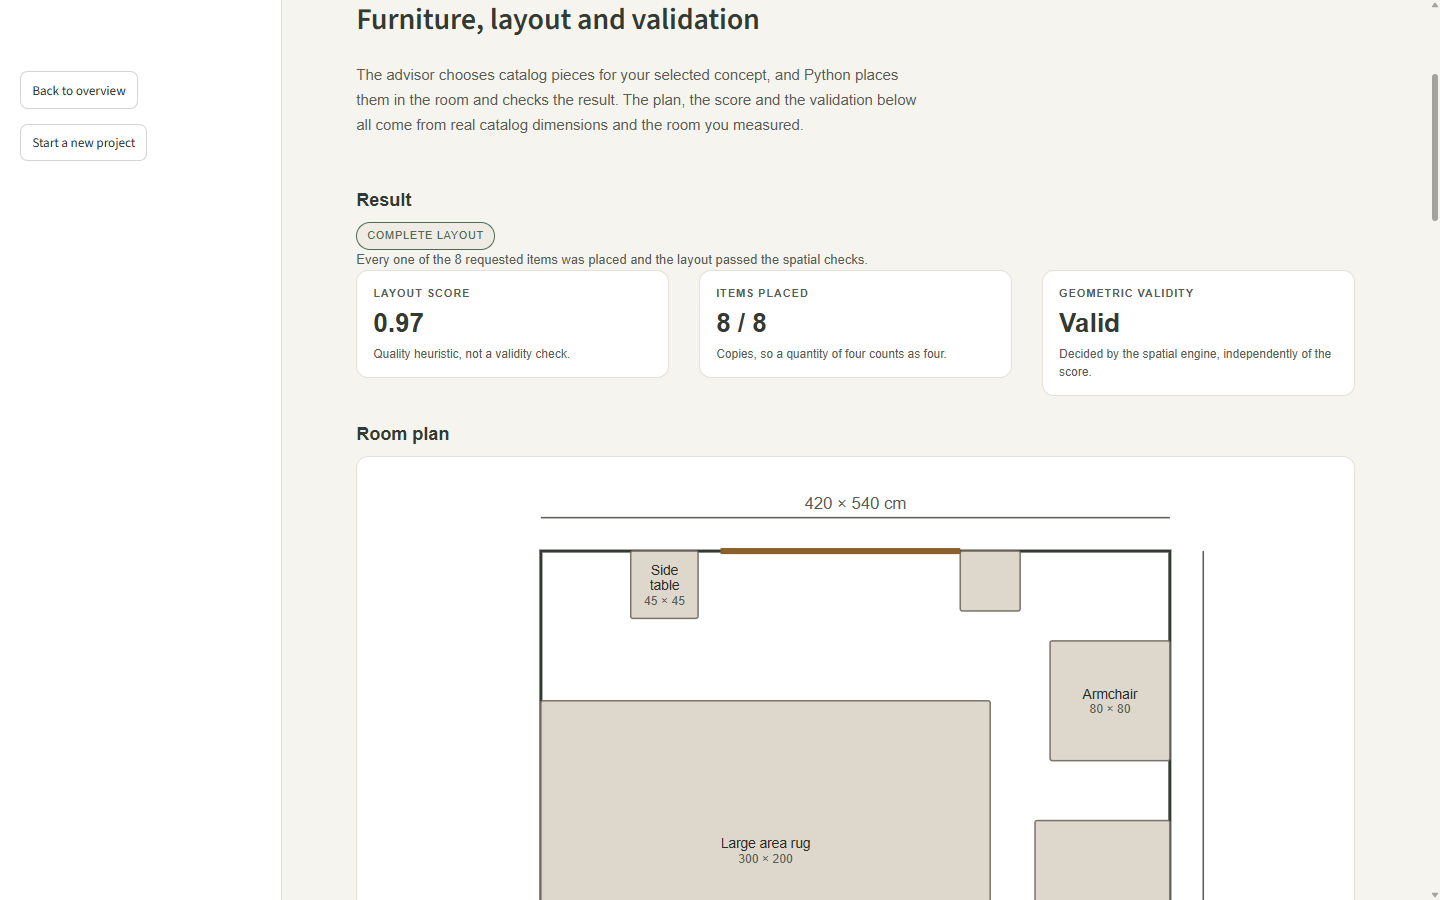 Back to overview
Start a new project
Furniture, layout and validation
The advisor chooses catalog pieces for your selected concept, and Python places
them in the room and checks the result. The plan, the score and the validation below
all come from real catalog dimensions and the room you measured.
Result
COMPLETE LAYOUT
Every one of the 8 requested items was placed and the layout passed the spatial checks.
LAYOUT SCORE
0.97
Quality heuristic, not a validity check.
ITEMS PLACED
8 / 8
Copies, so a quantity of four counts as four.
GEOMETRIC VALIDITY
Valid
Decided by the spatial engine, independently of the
score.
Room plan
420 × 540 cm
Side
table
45 × 45
Armchair
80 × 80
Large area rug
300 × 200